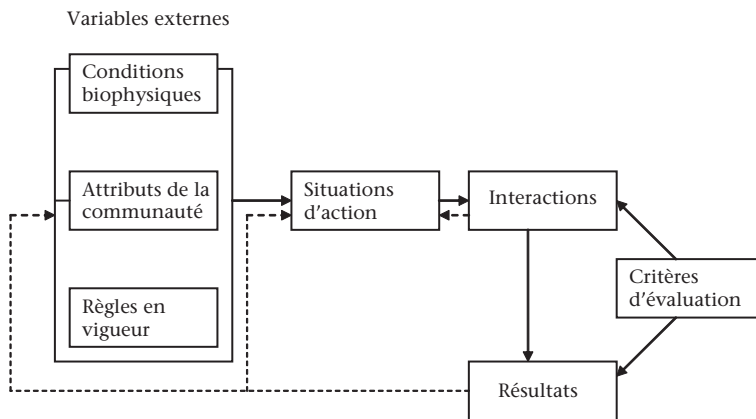 Variables externes
Conditions
biophysiques
Attributs de la
communauté
Règles en
vigueur
Situations
d'action
Interactions
Critères
d'évaluation
Résultats